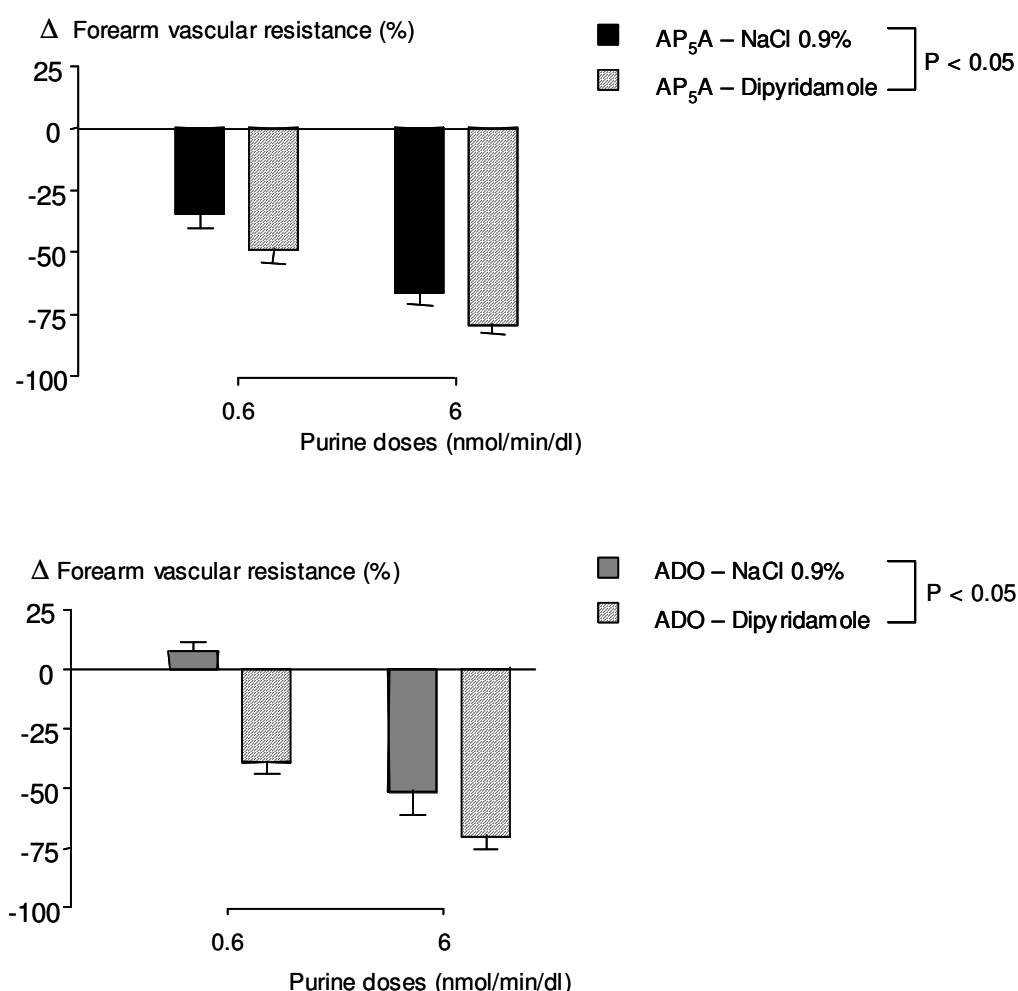 Δ Forearm vascular resistance (%)
AP5A – NaCl 0.9%
AP5A – Dipyridamole
P < 0.05
25
0
-25
-50
-75
-100
0.6 6
Purine doses (nmol/min/dl)
Δ Forearm vascular resistance (%)
ADO – NaCl 0.9%
ADO – Dipyridamole
P < 0.05
25
0
-25
-50
-75
-100
0.6 6
Purine doses (nmol/min/dl)